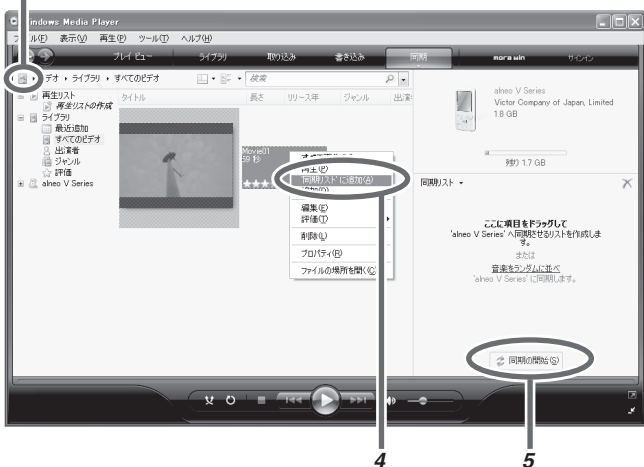 Windows Media Player
表示(V) 再生(P) ツール(T) ヘルプ(H)
プレイ ビュー ライブラリ 取り込み 書き込み 同期 mora win サインイン
デオ ライブラリ すべてのビデオ 検索
再生リスト
再生リストの作成
ライブラリ
最近追加
すべてのビデオ
出演者
ジャンル
評価
alneo V Series
タイトル 長さ リリース年 ジャンル
Movie01
59 秒
再生(P)
'同期リスト' に追加(A)
編集(E)
評価(T)
削除(L)
プロパティ(R)
ファイルの場所を開く
alneo V Series
Victor Company of Japan, Limited
1.8 GB
残り 1.7 GB
同期リスト
ここに項目をドラッグして
'alneo V Series' へ同期させるリストを作成しま
す。
または
音楽をランダムに並べ
'alneo V Series' に同期します。
同期の開始(S)
4
5